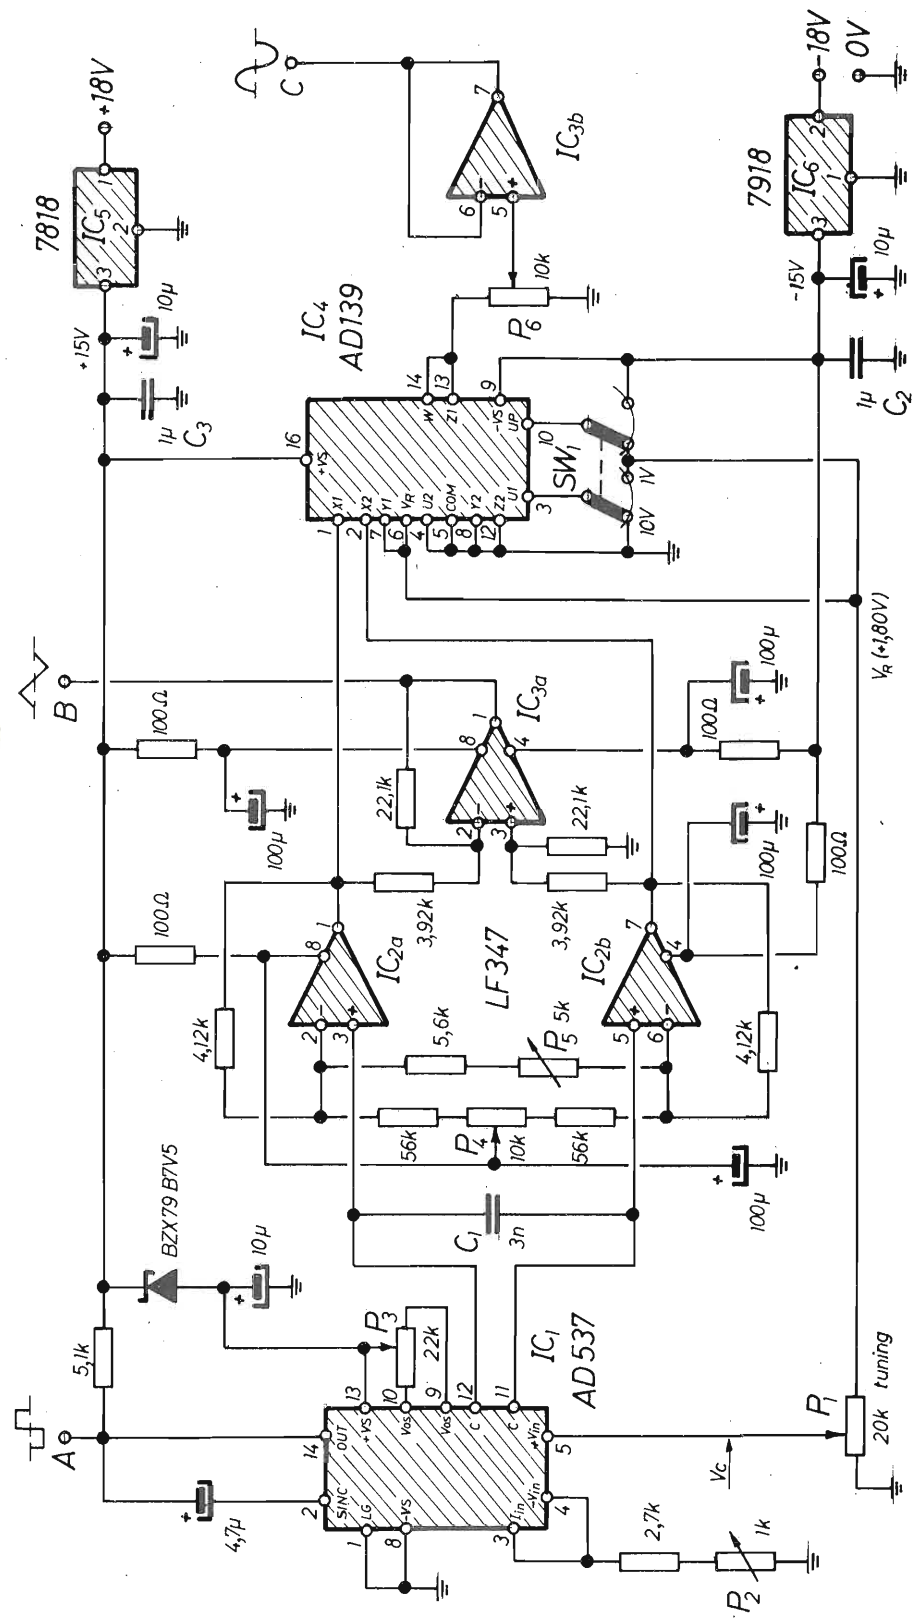 A
14
OUT
2
SINC
4,7µ
1
LG
8
-VS
3
Iin
4
-Vin
5
+Vin
13
+VS
10
Vos
9
Vos
12
C
11
C
IC1
AD537
P3
22k
5,1k
BZX79 B7V5
10µ
2,7k
P2
1k
Vc
P1
20k tuning
C1
3n
100µ
56k
P4
10k
56k
5,6k
P5 5k
4,12k
4,12k
2
3
8
1
IC2a
5
6
7
4
IC2b
LF347
100Ω
100µ
3,92k
3,92k
22,1k
22,1k
2
3
8
4
1
IC3a
100Ω
100µ
100Ω
100µ
100Ω
B
VR (+1,80V)
IC4
AD139
16
+VS
1
X1
2
X2
7
Y1
6
VR
4
U2
5
COM
8
Y2
12
Z2
14
W
13
Z1
9
-VS
10
UP
3
U1
SW1
10V
1V
P6
10k
6
5
7
IC3b
C
+15V
1µ
C3
10µ
7818
IC5
3
2
1
+18V
-15V
1µ
C2
10µ
7918
IC6
3
1
2
-18V
0V